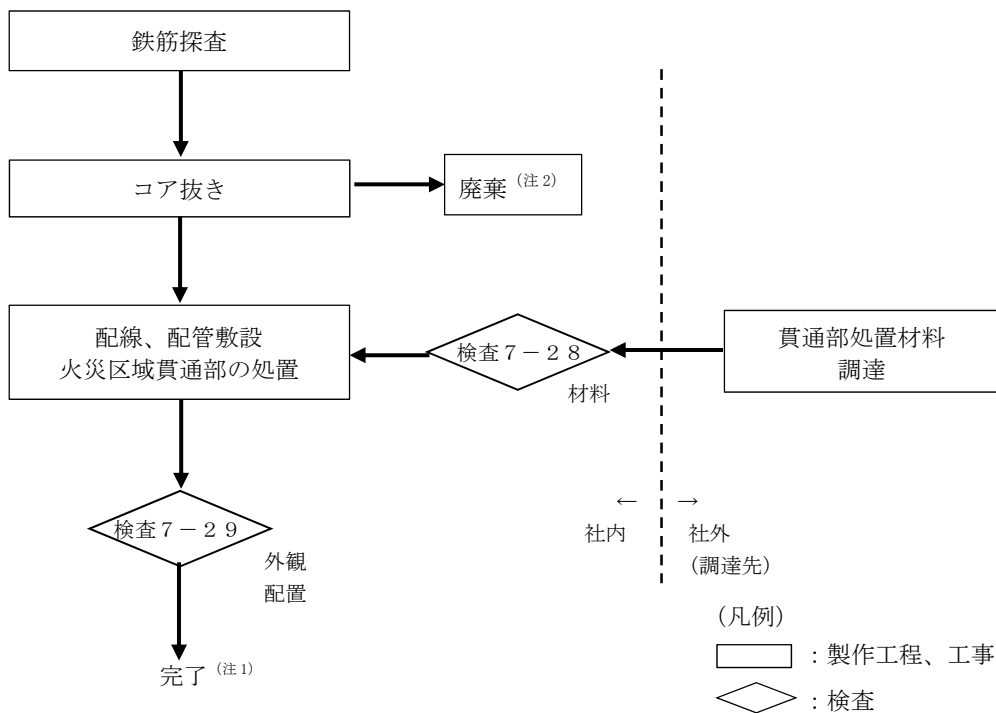 鉄筋探査
コア抜き
廃棄（注2）
配線、配管敷設
火災区域貫通部の処置
検査７－２８
材料
貫通部処置材料
調達
検査７－２９
外観
配置
←
社内
→
社外
（調達先）
完了（注1）
（凡例）
：製作工程、工事
：検査